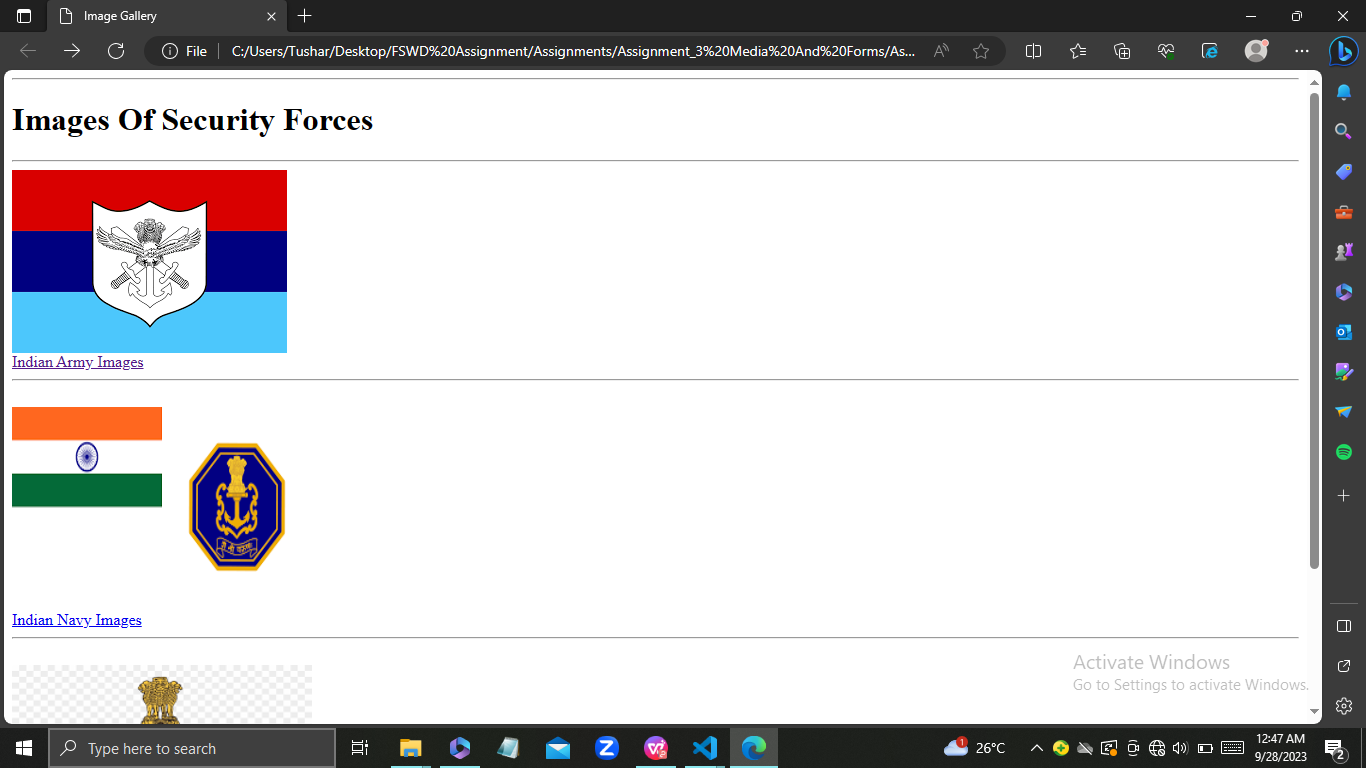 Image Gallery
File
C:/Users/Tushar/Desktop/FSWD%20Assignment/Assignments/Assignment_3%20Media%20And%20Forms/As...
Images Of Security Forces
Indian Army Images
Indian Navy Images
Activate Windows
Go to Settings to activate Windows.
Type here to search
1
26°C
12:47 AM
9/28/2023
2